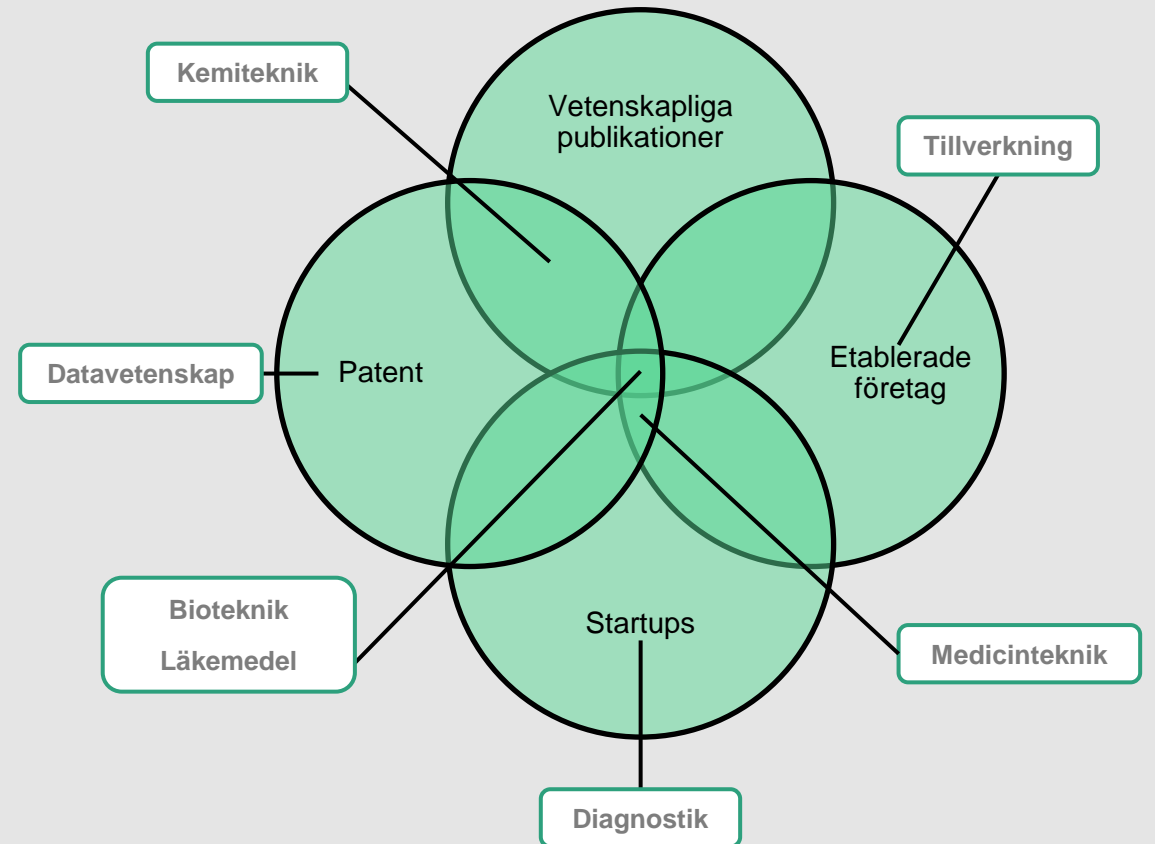 Kemiteknik
Vetenskapliga
publikationer
Tillverkning
Datavetenskap
Patent
Etablerade
företag
Bioteknik
Läkemedel
Startups
Medicinteknik
Diagnostik